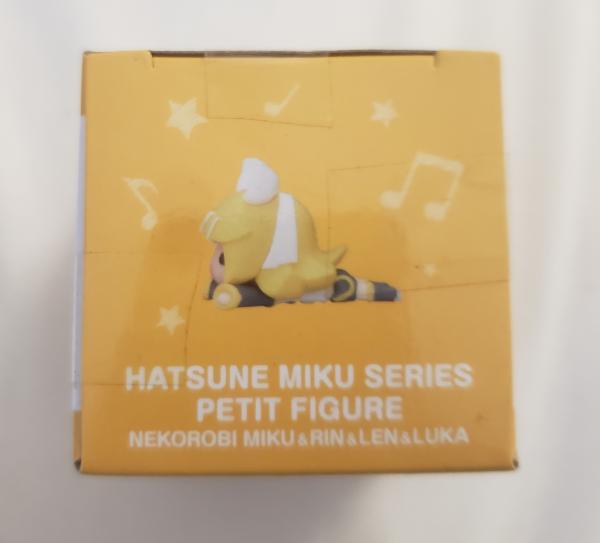 HATSUNE MIKU SERIES
PETIT FIGURE
NEKOROBI MIKU&RIN&LEN&LUKA